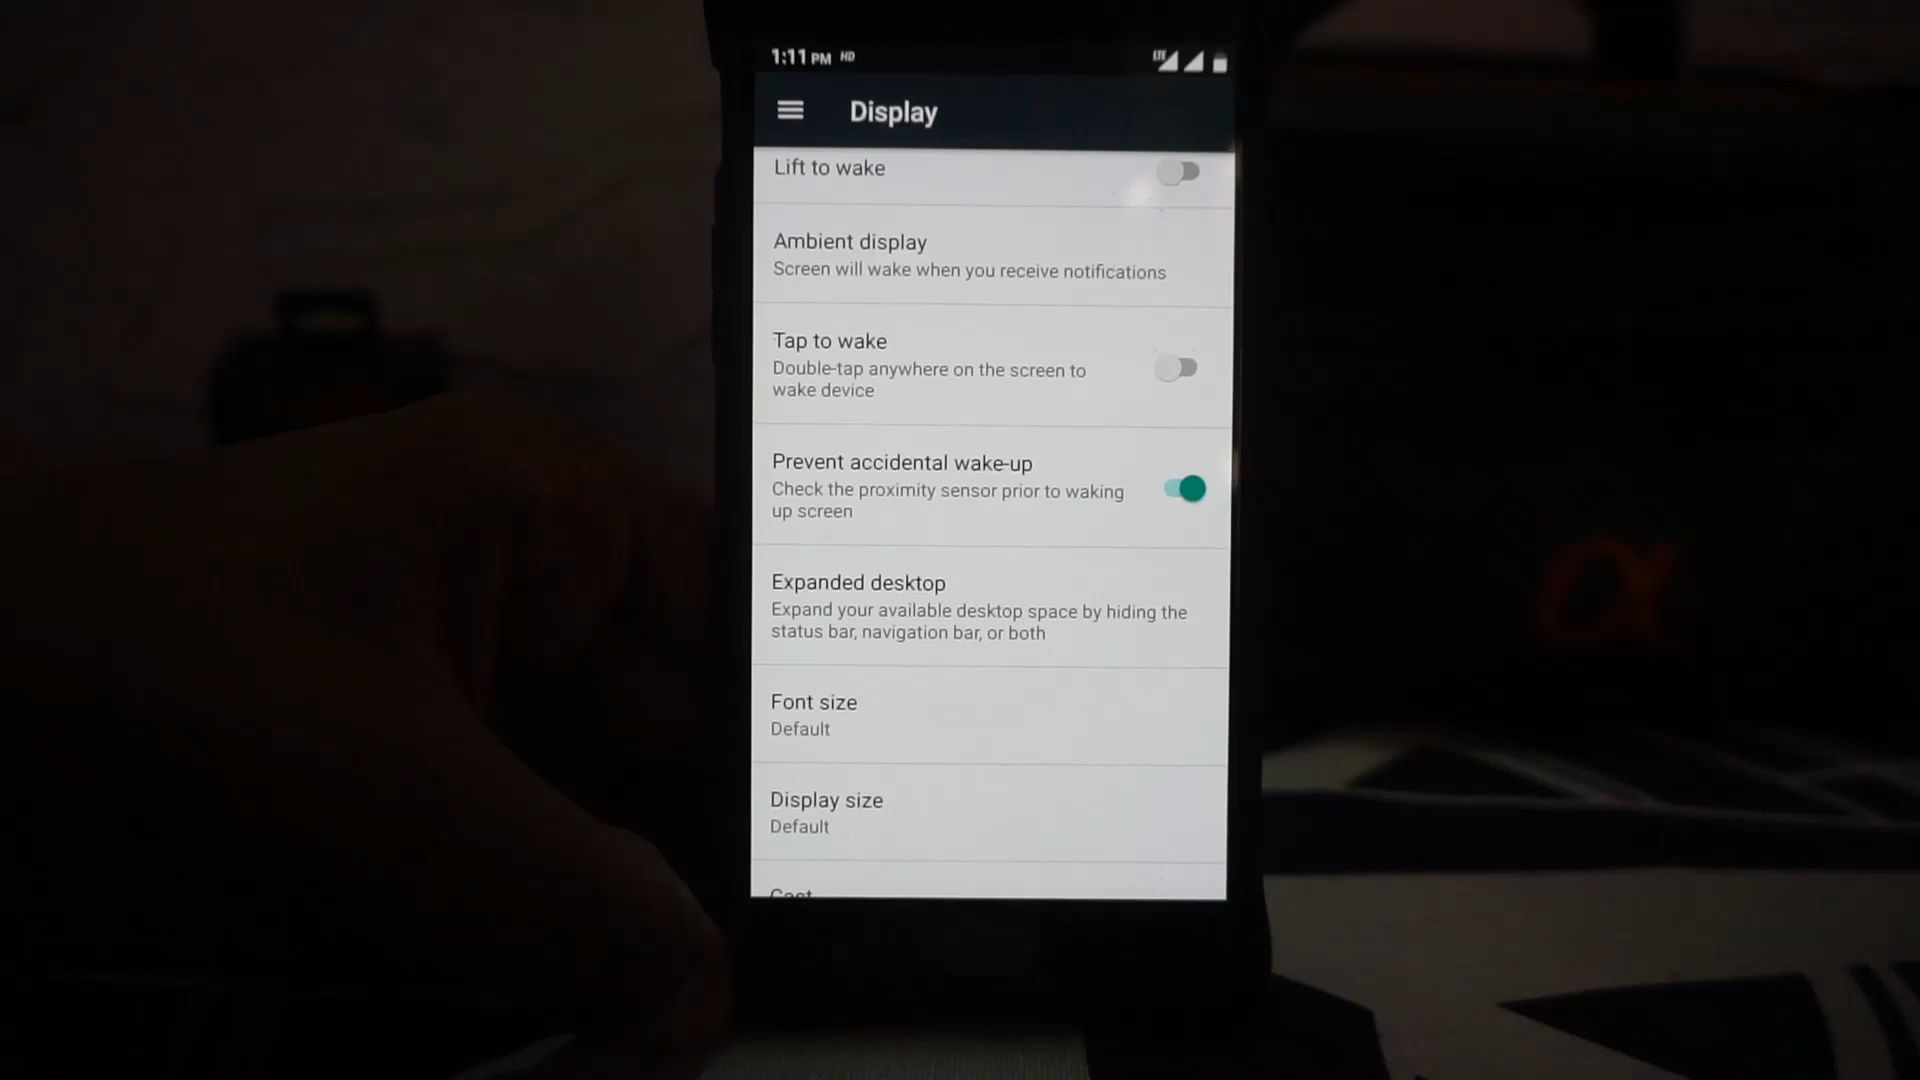 1:11 PM HD LTE
Display
Lift to wake
Ambient display
Screen will wake when you receive notifications
Tap to wake
Double-tap anywhere on the screen to
wake device
Prevent accidental wake-up
Check the proximity sensor prior to waking
up screen
Expanded desktop
Expand your available desktop space by hiding the
status bar, navigation bar, or both
Font size
Default
Display size
Default
Cast
α